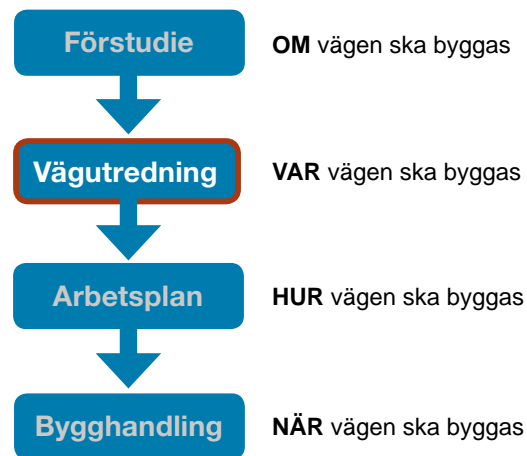 Förstudie OM vägen ska byggas
Vägutredning VAR vägen ska byggas
Arbetsplan HUR vägen ska byggas
Bygghandling NÄR vägen ska byggas